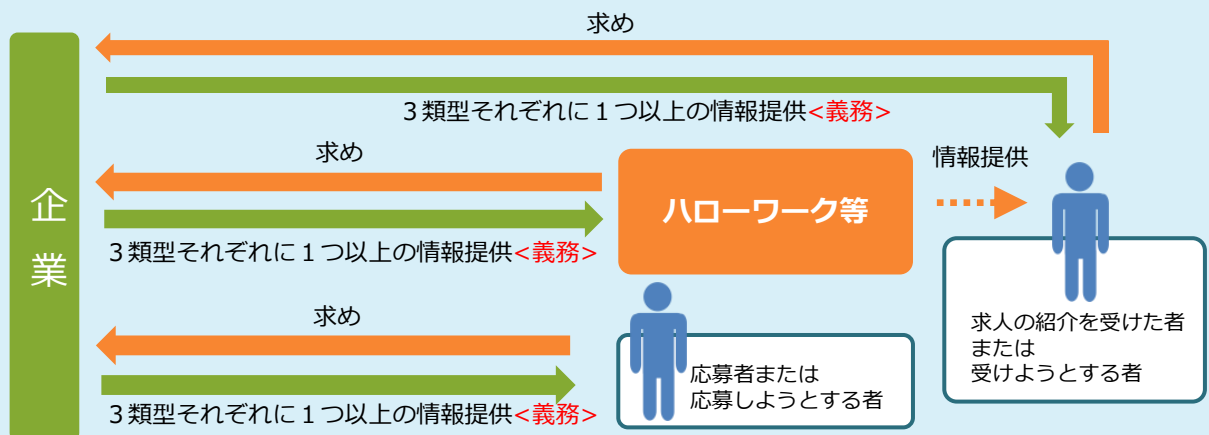 求め
３類型それぞれに１つ以上の情報提供<義務>
求め
情報提供
企業
ハローワーク等
３類型それぞれに１つ以上の情報提供<義務>
求め
求人の紹介を受けた者
または
受けようとする者
応募者または
応募しようとする者
３類型それぞれに１つ以上の情報提供<義務>